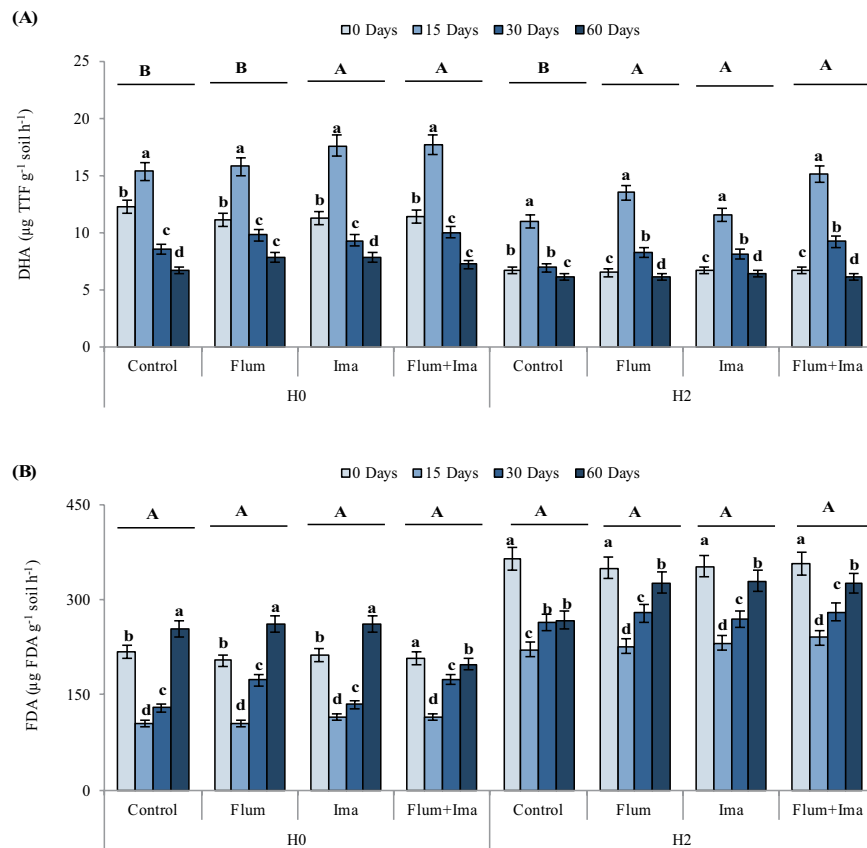 (A)
0 Days 15 Days 30 Days 60 Days
25
20
15
10
5
0
DHA (µg TTF g⁻¹ soil h⁻¹)
B B A A B A A A
b a c d
b a c c
c a c d
b a c c
b a b c
c a b d
c a b d
c a b d
Control Flum Ima Flum+Ima Control Flum Ima Flum+Ima
H0 H2
(B)
0 Days 15 Days 30 Days 60 Days
450
300
150
0
FDA (µg FDA g⁻¹ soil h⁻¹)
A A A A A A A A
b d c a
b d c a
b d c a
a d c b
a c b b
a d c b
a d c b
a d c b
Control Flum Ima Flum+Ima Control Flum Ima Flum+Ima
H0 H2